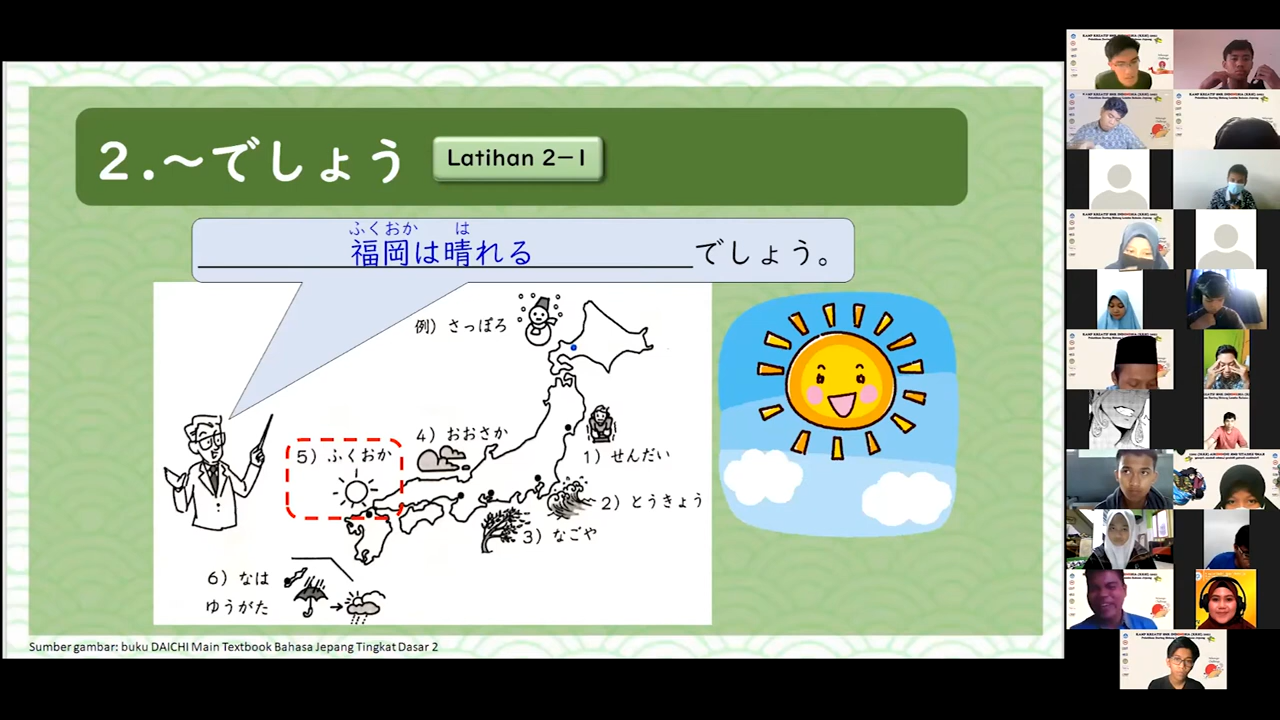 2.～でしょう
Latihan 2－1
ふくおか は
福岡は晴れる でしょう。
例）さっぽろ
4）おおさか
5）ふくおか
1）せんだい
2）とうきょう
3）なごや
6）なは
ゆうがた
Sumber gambar: buku DAICHI Main Textbook Bahasa Jepang Tingkat Dasar